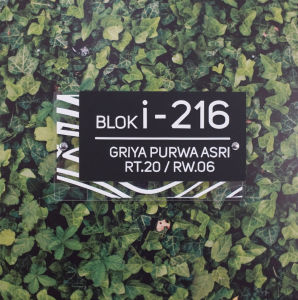 BLOK i-216
GRIYA PURWA ASRI
RT.20 / RW.06